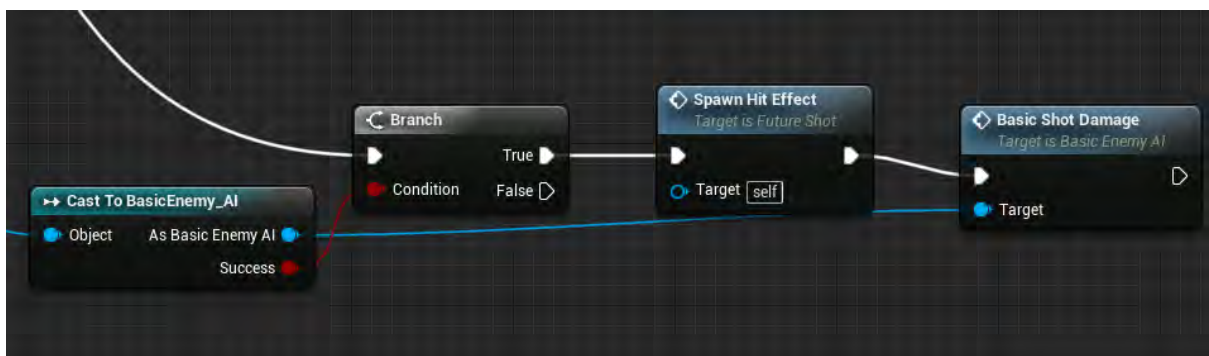 Spawn Hit Effect
Target is Future Shot
Target self
Branch
True
Condition False
Basic Shot Damage
Target is Basic Enemy AI
Target
Cast To BasicEnemy_AI
Object As Basic Enemy AI
Success